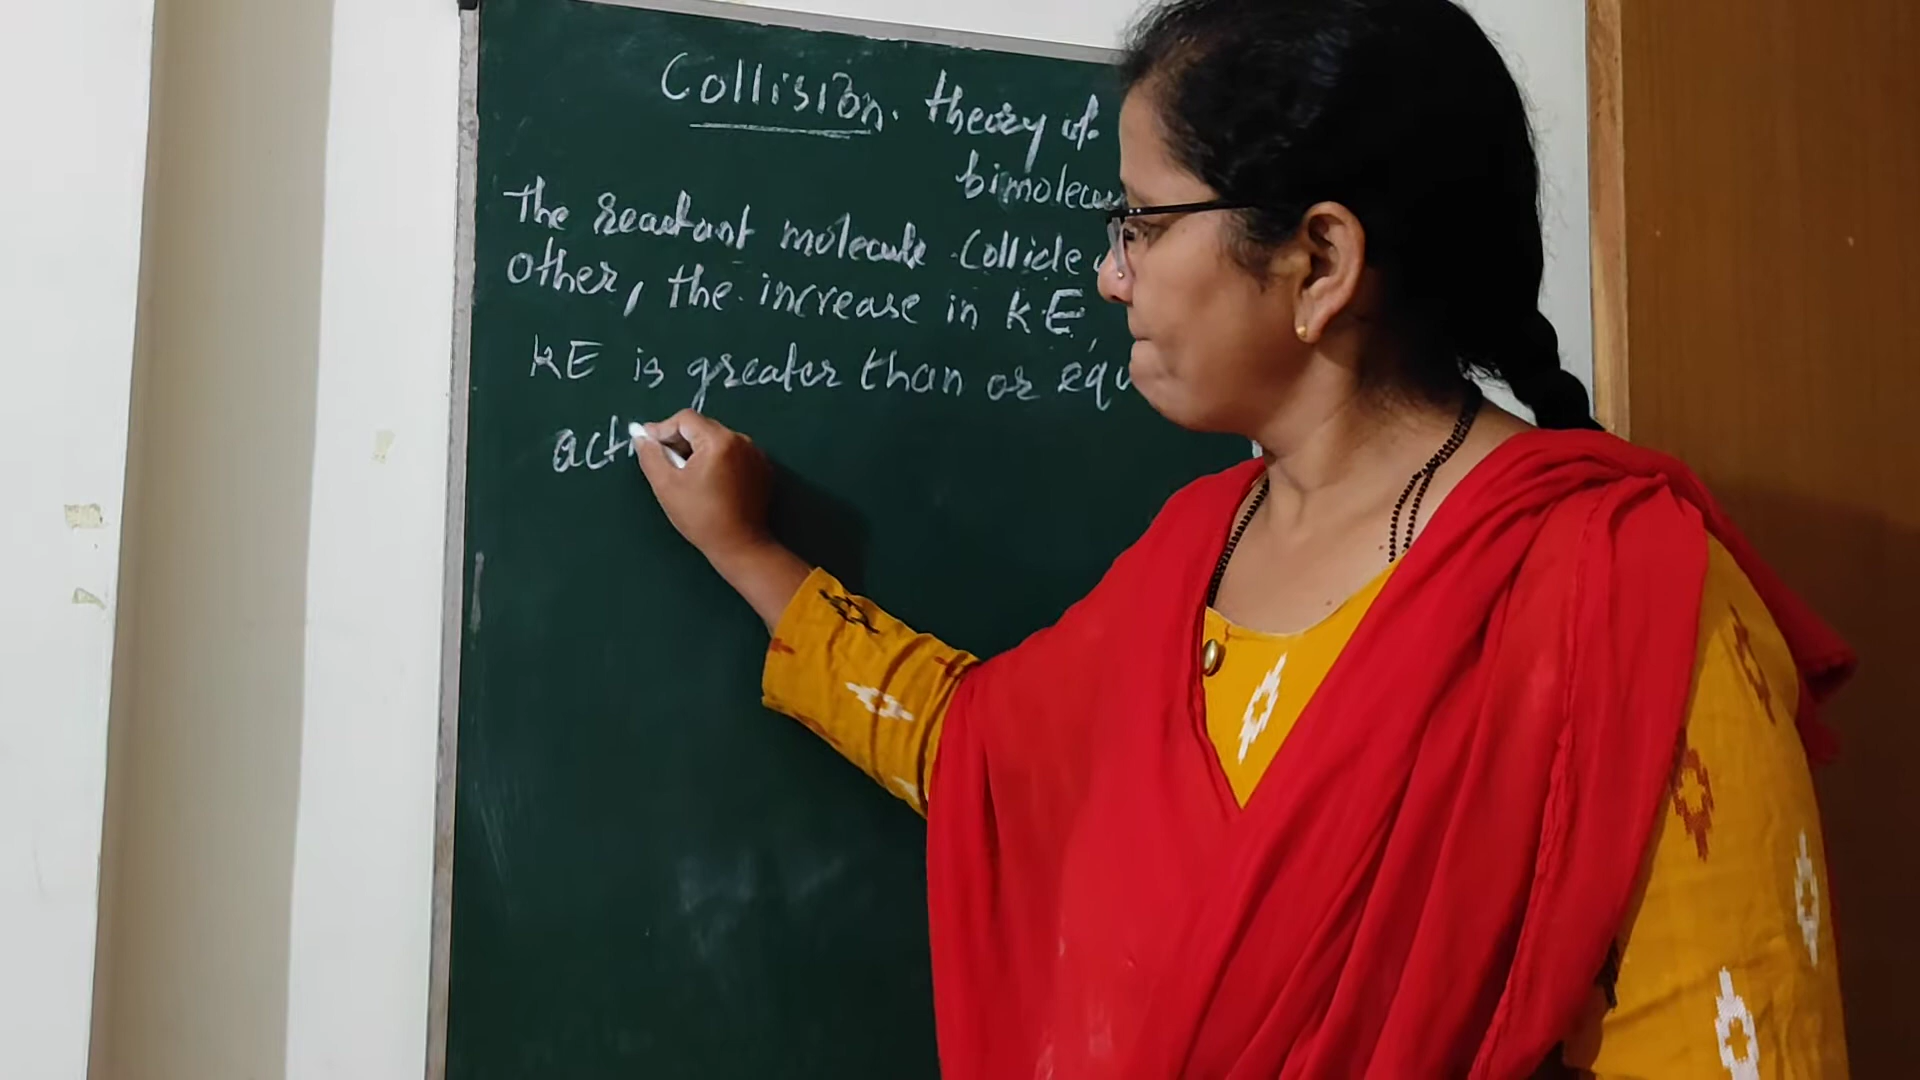 Collision. theory of
bimolecu
The reactant molecule Collide
other, the increase in KE,
KE is greater than or equ
act